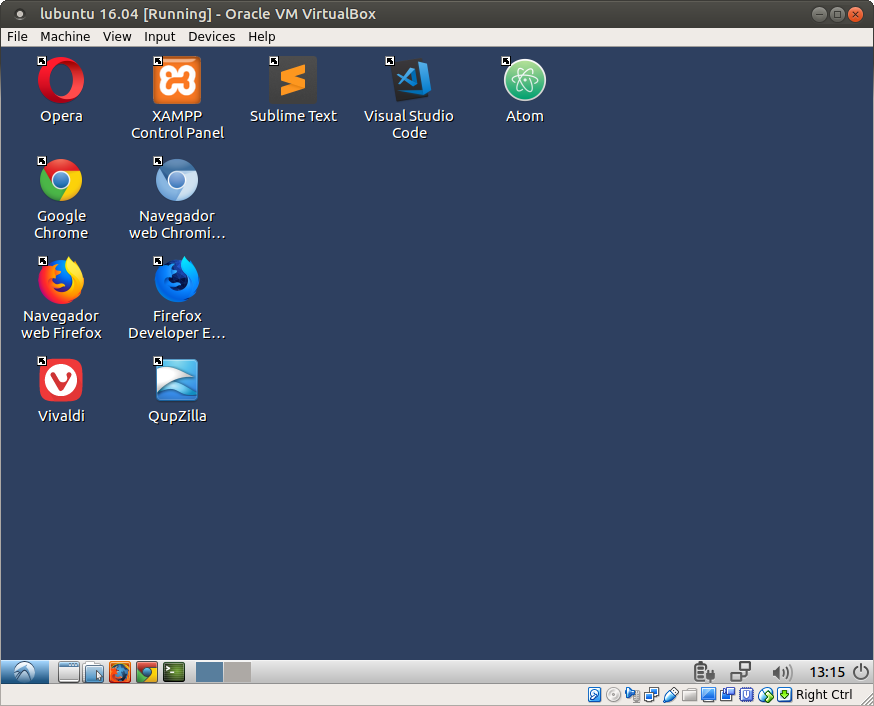 lubuntu 16.04 [Running] - Oracle VM VirtualBox
File Machine View Input Devices Help
Opera
XAMPP
Control Panel
Sublime Text
Visual Studio
Code
Atom
Google
Chrome
Navegador
web Chromi...
Navegador
web Firefox
Firefox
Developer E...
Vivaldi
QupZilla
13:15
Right Ctrl